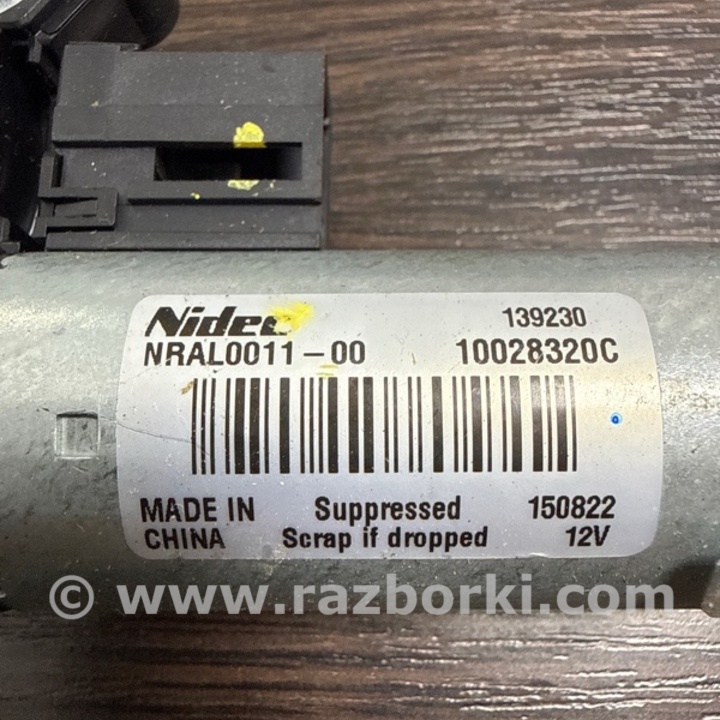 Nidec 139230
NRAL0011-00 10028320C
MADE IN Suppressed 150822
CHINA Scrap if dropped 12V
© www.razborki.com